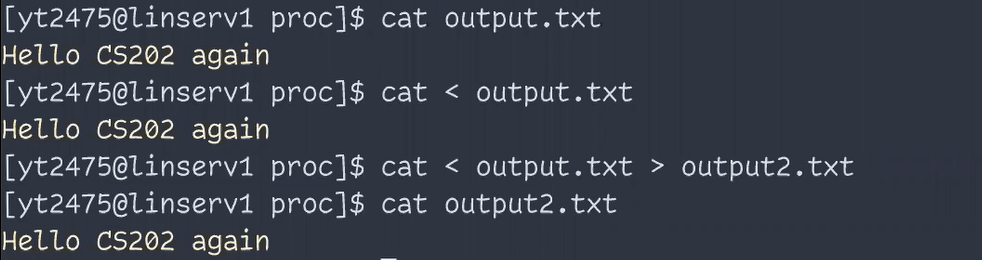 [yt2475@linserv1 proc]$ cat output.txt
Hello CS202 again
[yt2475@linserv1 proc]$ cat < output.txt
Hello CS202 again
[yt2475@linserv1 proc]$ cat < output.txt > output2.txt
[yt2475@linserv1 proc]$ cat output2.txt
Hello CS202 again